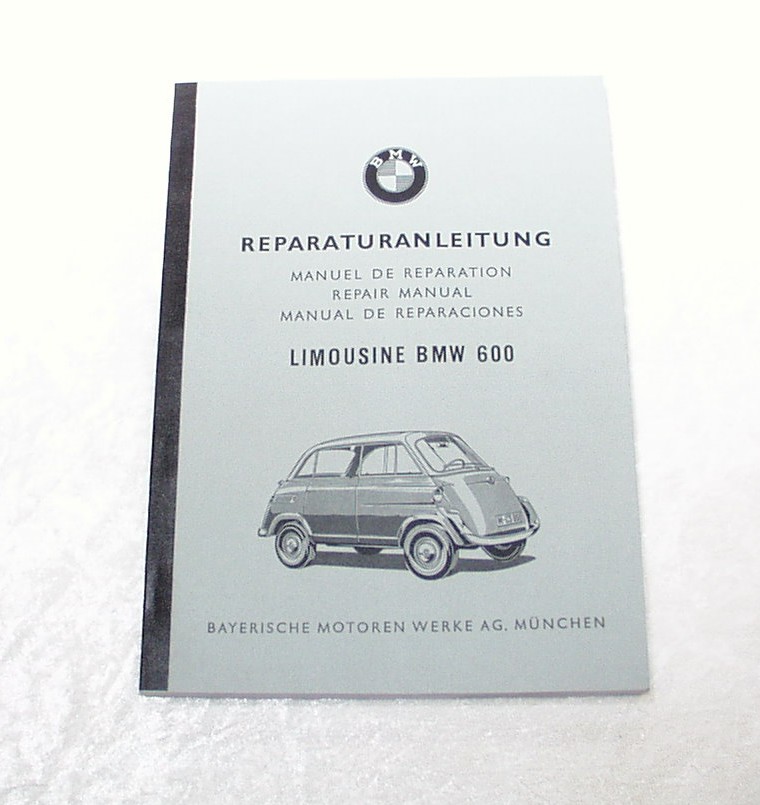 BMW
REPARATURANLEITUNG
MANUEL DE REPARATION
REPAIR MANUAL
MANUAL DE REPARACIONES
LIMOUSINE BMW 600
BAYERISCHE MOTOREN WERKE AG. MÜNCHEN